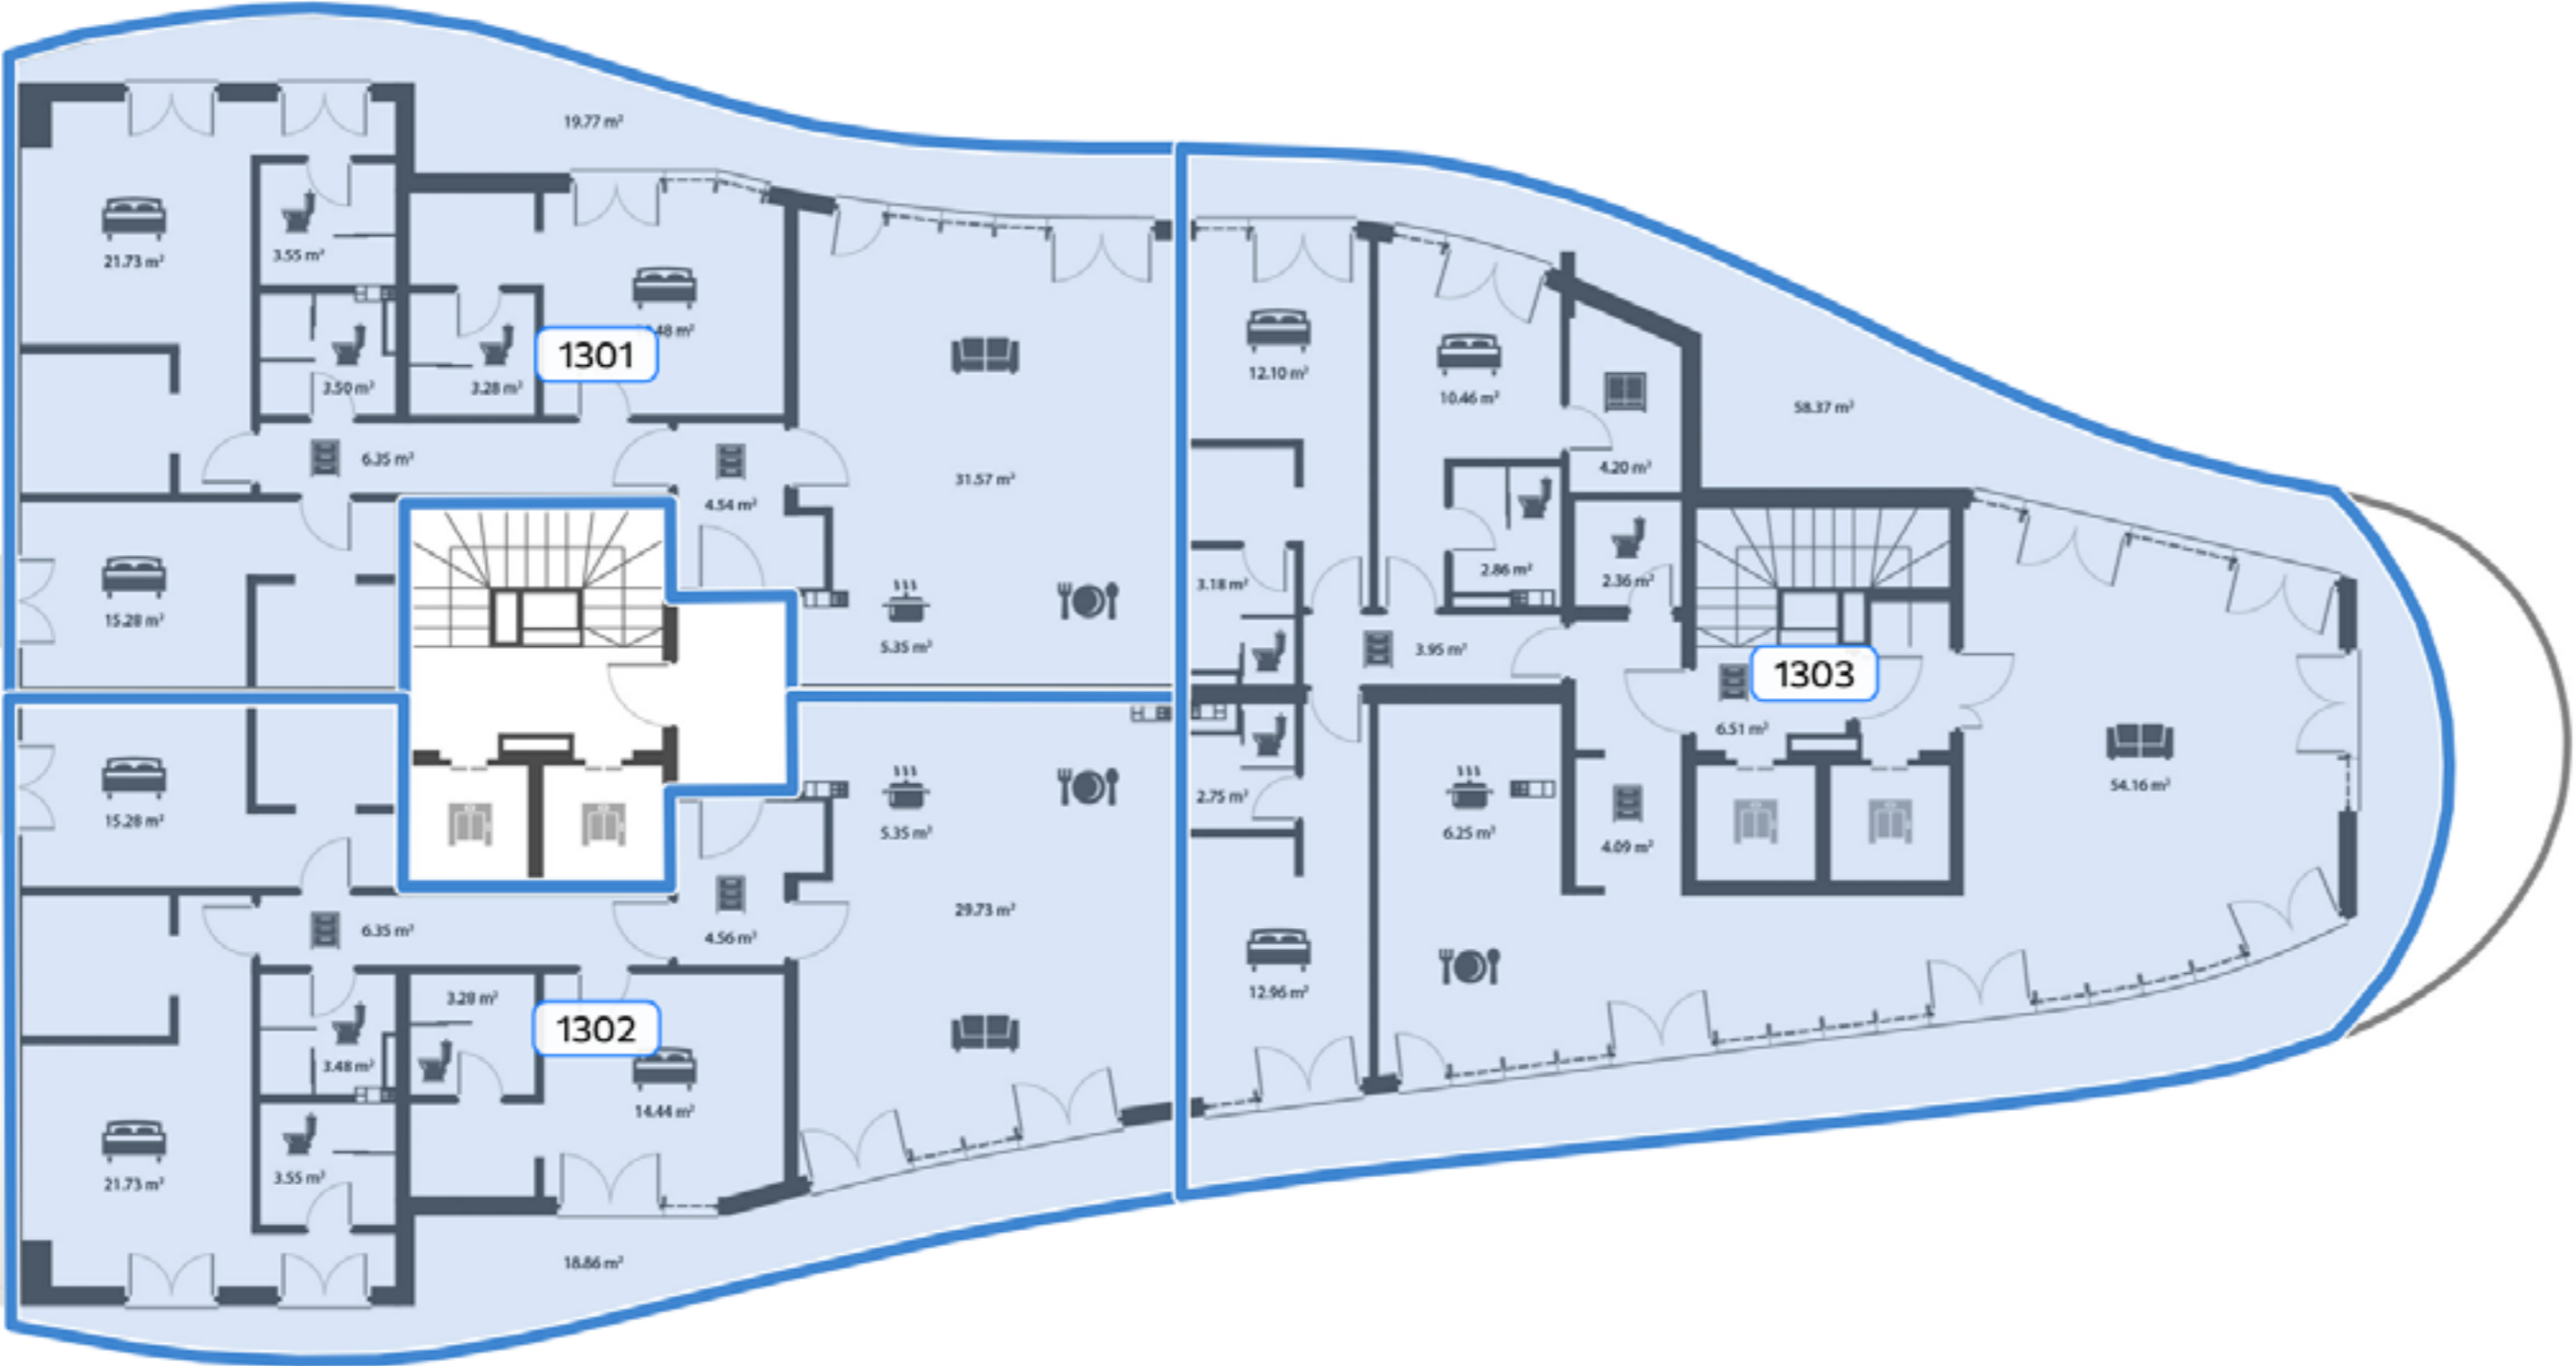 19.77 m²
21.73 m²
3.55 m²
48 m²
1301
3.50 m²
3.28 m²
6.35 m²
4.54 m²
31.57 m²
15.28 m²
5.35 m²
12.10 m²
10.46 m²
58.37 m²
4.20 m²
3.18 m²
2.86 m²
2.36 m²
3.95 m²
1303
6.51 m²
54.16 m²
2.75 m²
6.25 m²
4.09 m²
12.96 m²
15.28 m²
5.35 m²
29.73 m²
6.35 m²
4.56 m²
3.28 m²
1302
3.48 m²
14.44 m²
3.55 m²
21.73 m²
18.86 m²